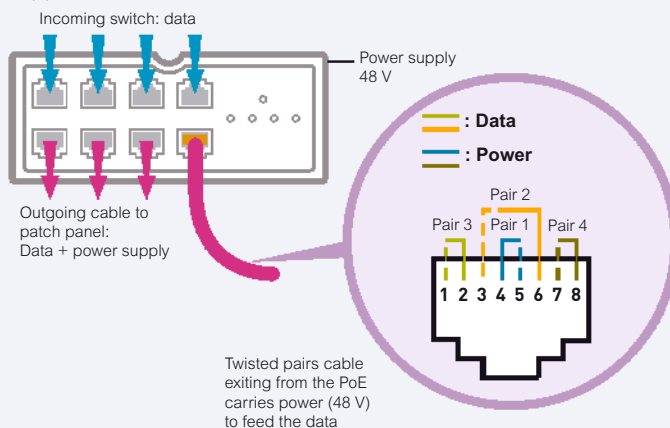 Incoming switch: data
Power supply
48 V
: Data
: Power
Pair 2
Pair 3
Pair 1
Pair 4
1 2 3 4 5 6 7 8
Outgoing cable to
patch panel:
Data + power supply
Twisted pairs cable
exiting from the PoE
carries power (48 V)
to feed the data